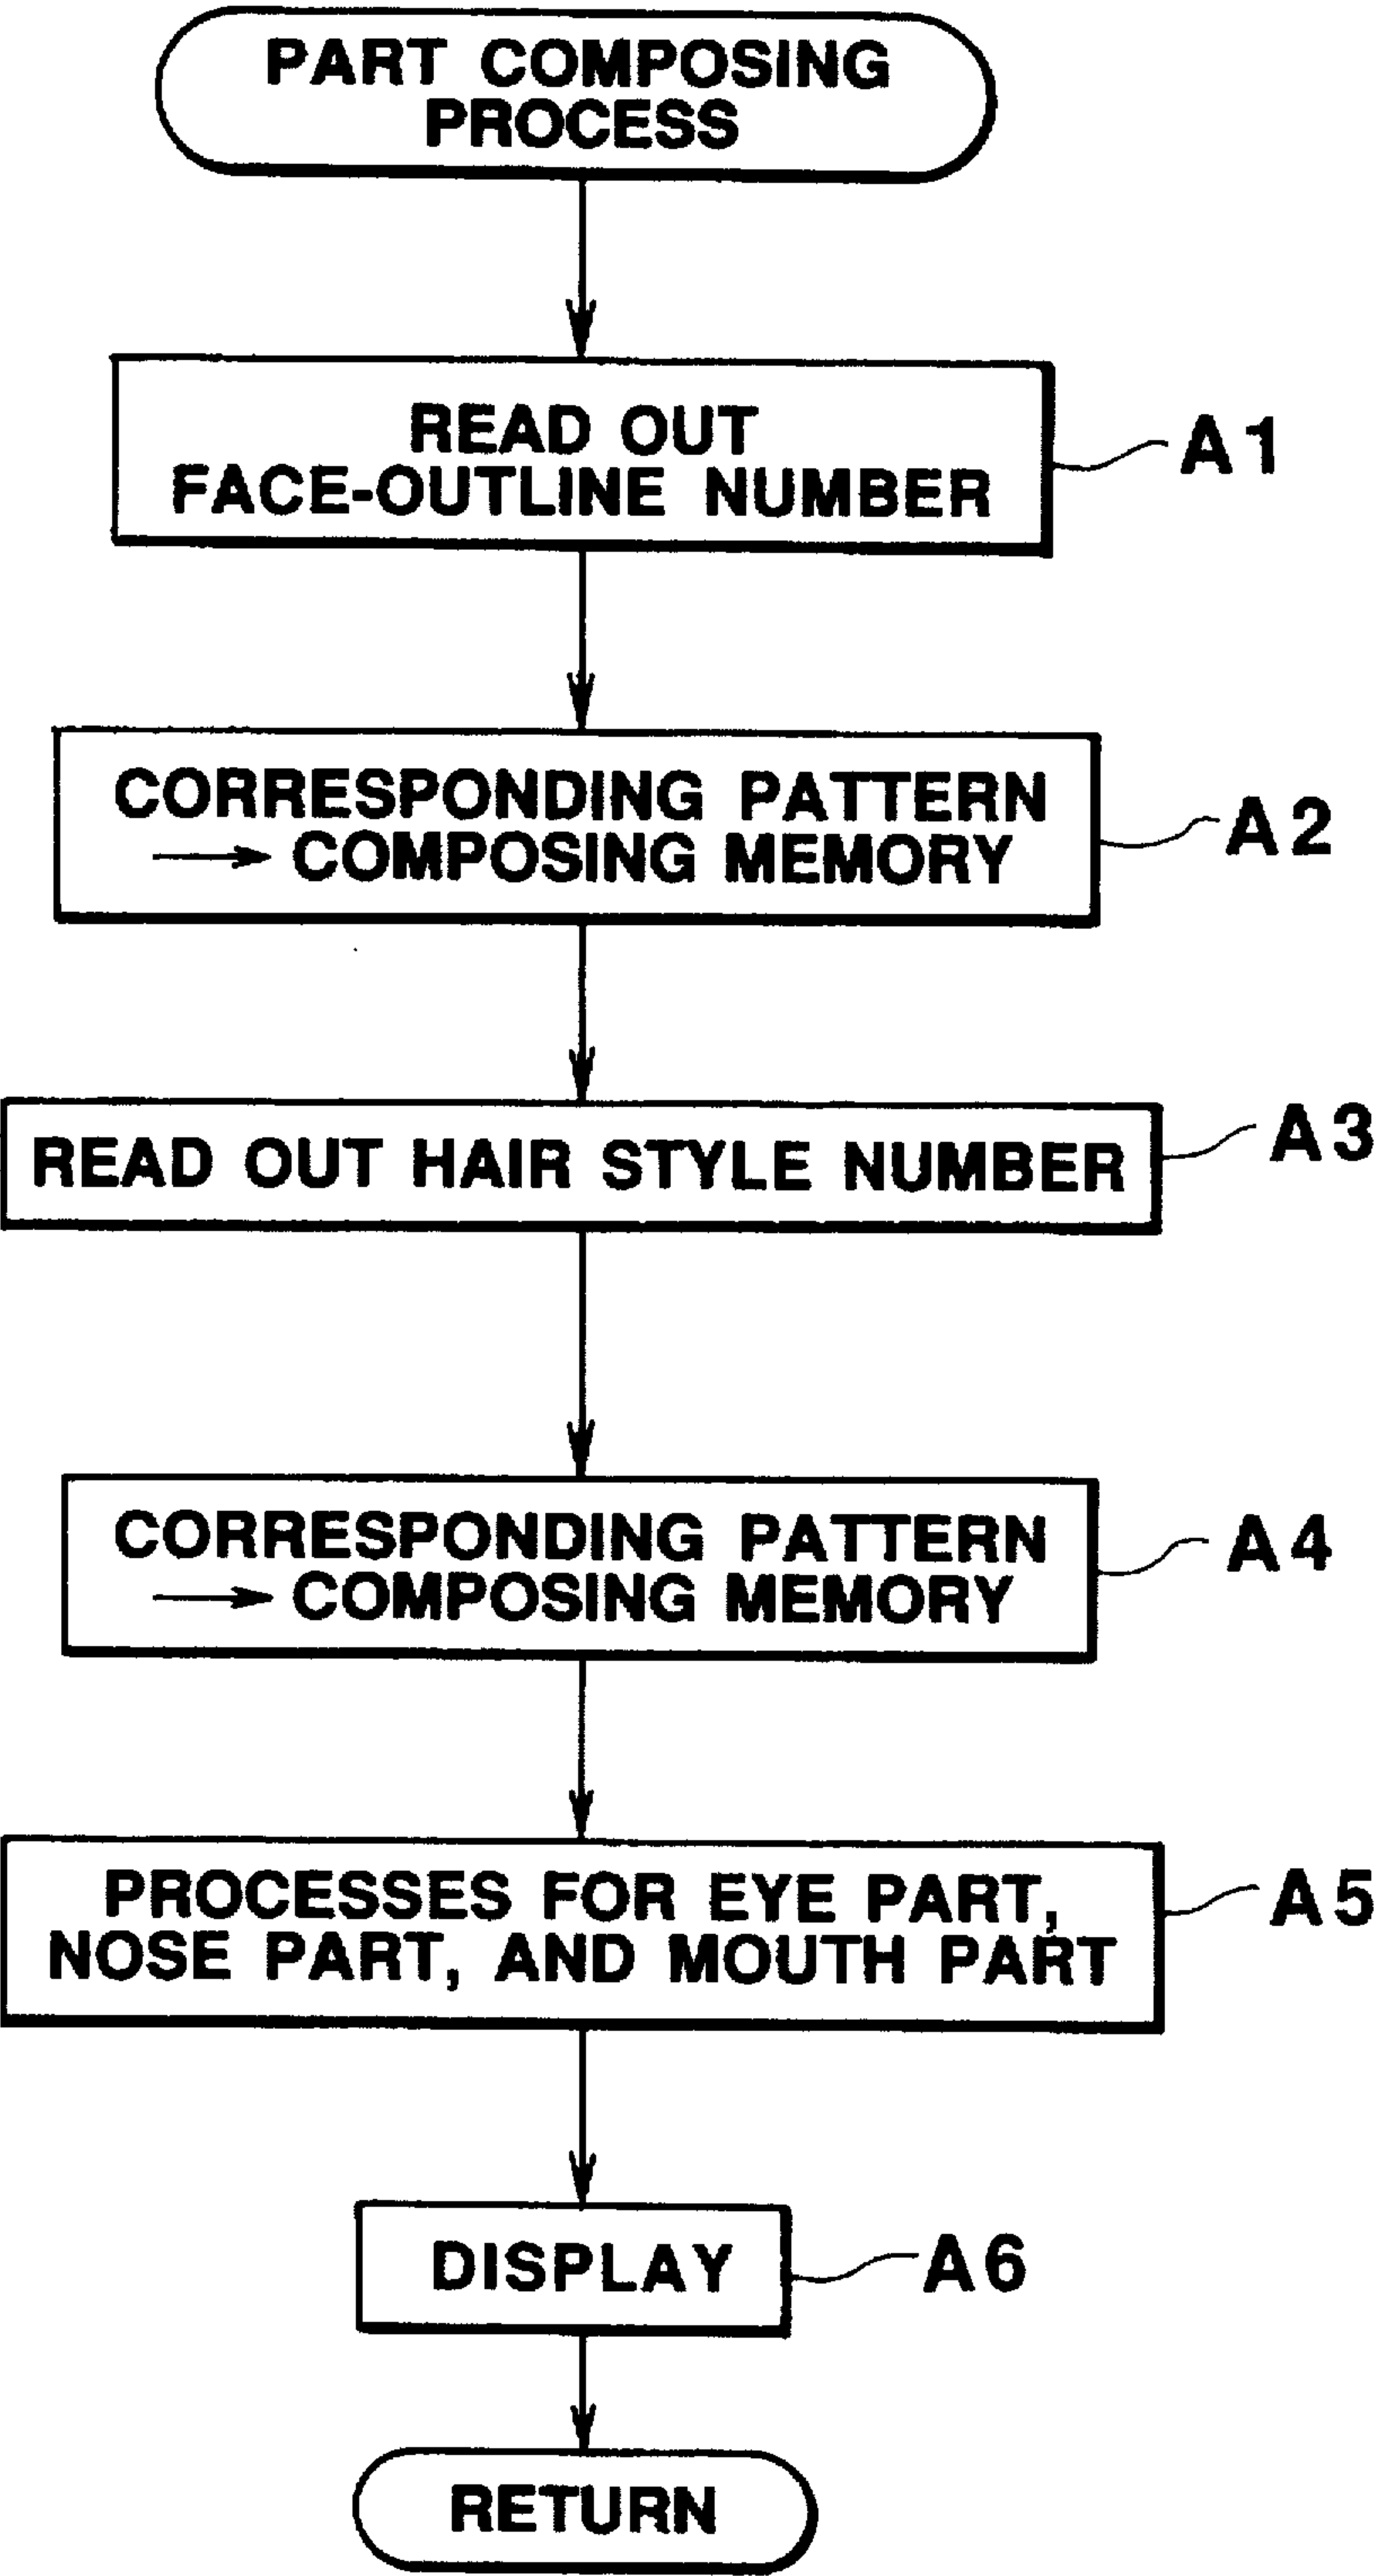 PART COMPOSING
PROCESS
READ OUT
FACE-OUTLINE NUMBER
A1
CORRESPONDING PATTERN
→ COMPOSING MEMORY
A2
READ OUT HAIR STYLE NUMBER
A3
CORRESPONDING PATTERN
→ COMPOSING MEMORY
A4
PROCESSES FOR EYE PART,
NOSE PART, AND MOUTH PART
A5
DISPLAY
A6
RETURN